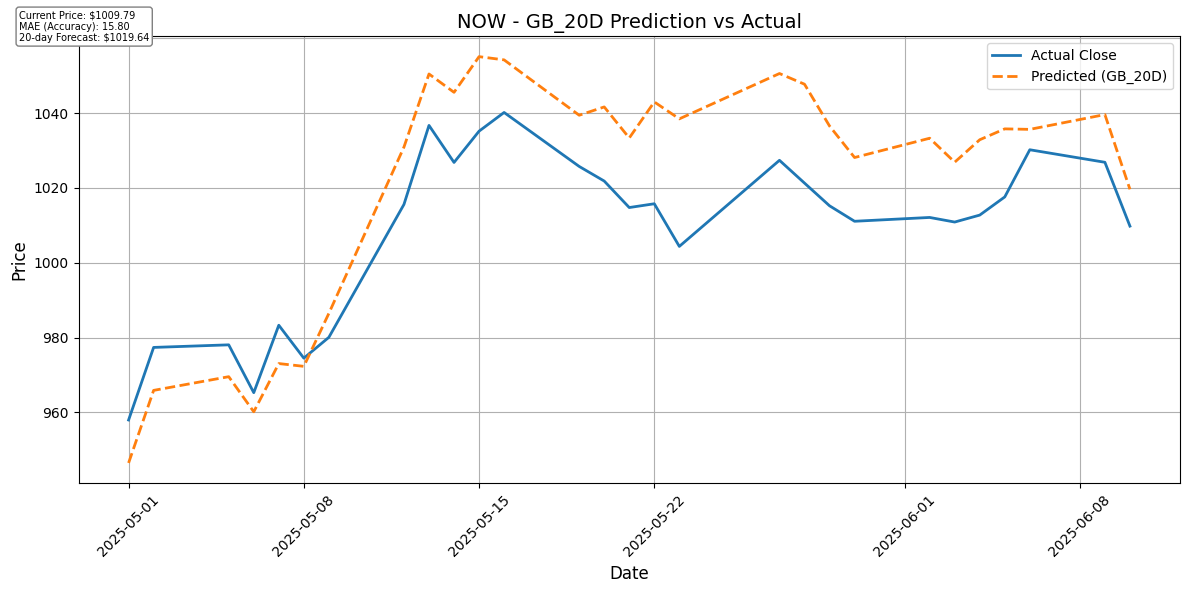 NOW - GB_20D Prediction vs Actual
Current Price: $1009.79
MAE (Accuracy): 15.80
20-day Forecast: $1019.64
Actual Close
Predicted (GB_20D)
Price
1040
1020
1000
980
960
2025-05-01
2025-05-08
2025-05-15
2025-05-22
2025-06-01
2025-06-08
Date